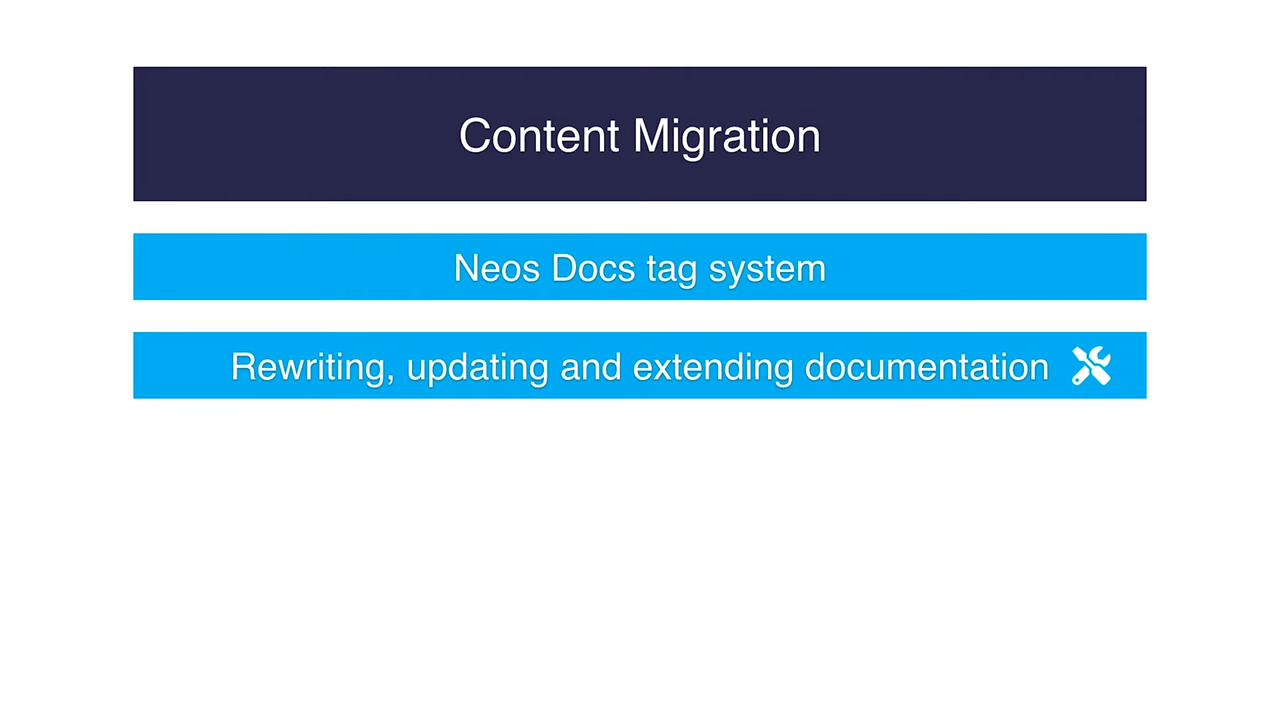 Content Migration
Neos Docs tag system
Rewriting, updating and extending documentation